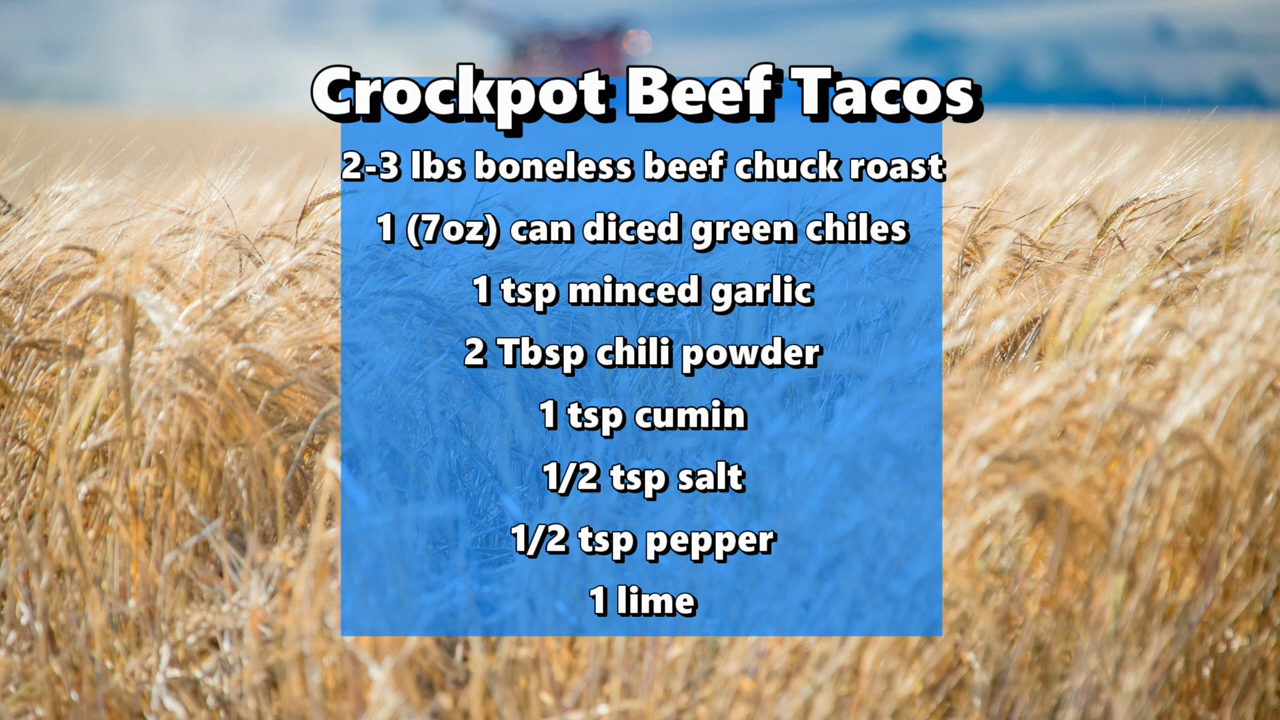 Crockpot Beef Tacos
2-3 lbs boneless beef chuck roast
1 (7oz) can diced green chiles
1 tsp minced garlic
2 Tbsp chili powder
1 tsp cumin
1/2 tsp salt
1/2 tsp pepper
1 lime